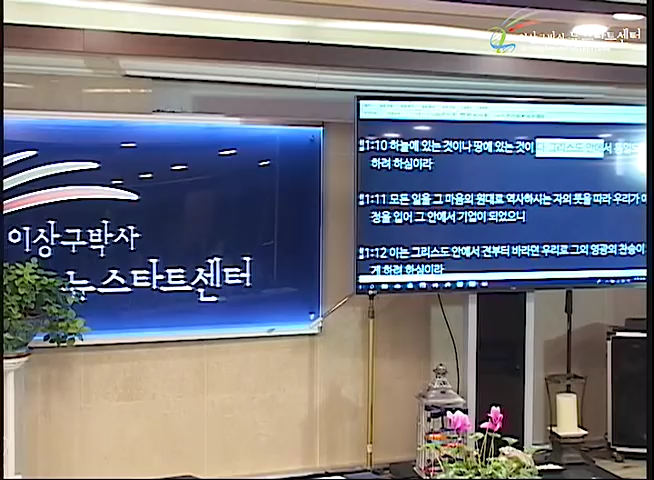 이상구박사 뉴스타트센터
1:10 하늘에 있는 것이나 땅에 있는 것이 다 그리스도 안에서 통일되
하려 하심이라
1:11 모든 일을 그 마음의 원대로 역사하시는 자의 뜻을 따라 우리가 예
정을 입어 그 안에서 기업이 되었으니
1:12 이는 그리스도 안에서 전부터 바라던 우리로 그의 영광의 찬송이
게 하려 하심이라
이상구박사
뉴스타트센터